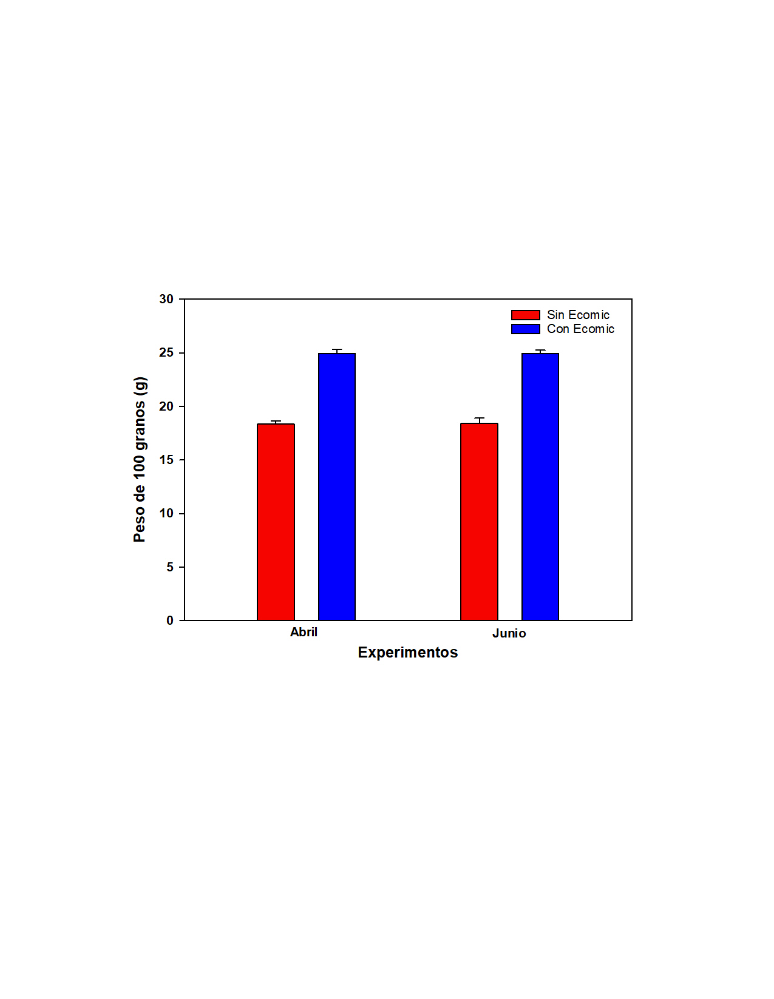 30
25
20
15
10
5
0
Peso de 100 granos (g)
Sin Ecomic
Con Ecomic
Abril
Junio
Experimentos